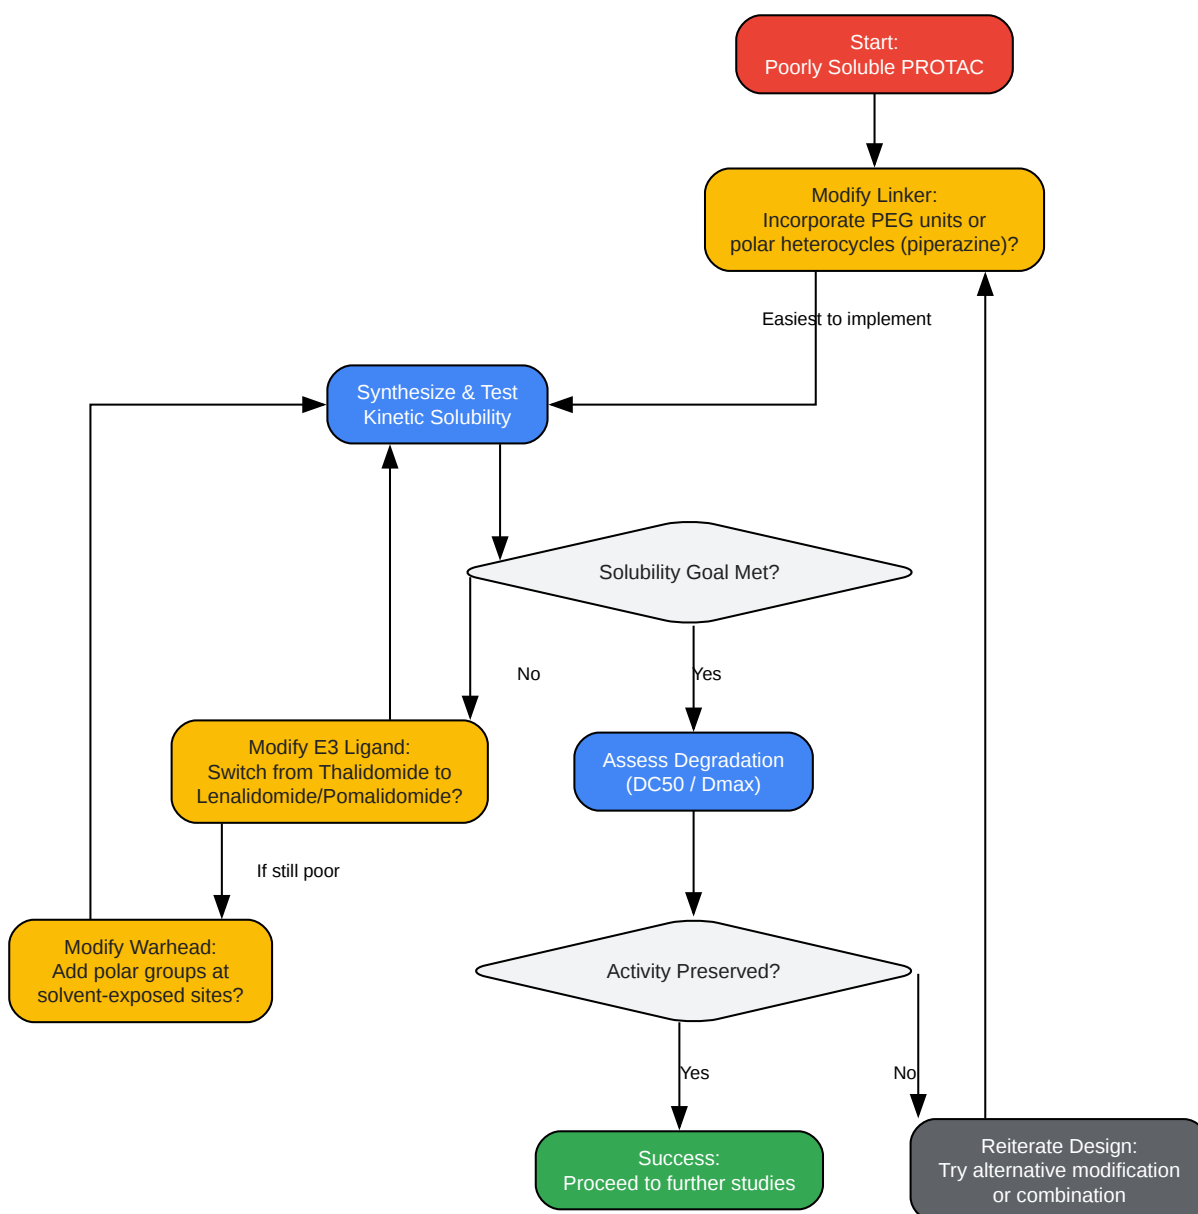 Start:
Poorly Soluble PROTAC
Modify Linker:
Incorporate PEG units or
polar heterocycles (piperazine)?
Easiest to implement
Synthesize & Test
Kinetic Solubility
Solubility Goal Met?
No
Yes
Modify E3 Ligand:
Switch from Thalidomide to
Lenalidomide/Pomalidomide?
Assess Degradation
(DC50 / Dmax)
If still poor
Modify Warhead:
Add polar groups at
solvent-exposed sites?
Activity Preserved?
Yes
No
Success:
Proceed to further studies
Reiterate Design:
Try alternative modification
or combination